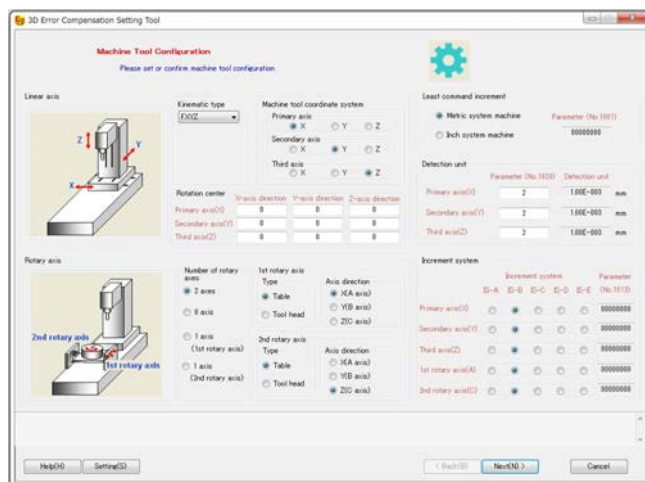 3D Error Compensation Setting Tool
Machine Tool Configuration
Please set or confirm machine tool configuration
Linear axis
Z
Y
X
Kinematic type
FXYZ
Machine tool coordinate system
Primary axis
X Y Z
Secondary axis
X Y Z
Third axis
X Y Z
Rotation center
X-axis direction Y-axis direction Z-axis direction
Primary axis(X) 0 0 0
Secondary axis(Y) 0 0 0
Third axis(Z) 0 0 0
Least command increment
Metric system machine
Inch system machine
Parameter (No.1001)
00000000
Detection unit
Parameter (No.1820) Detection unit
Primary axis(X) 2 1.00E-003 mm
Secondary axis(Y) 2 1.00E-003 mm
Third axis(Z) 2 1.00E-003 mm
Rotary axis
2nd rotary axis
1st rotary axis
Number of rotary axes
2 axes
0 axis
1 axis
(1st rotary axis)
1 axis
(2nd rotary axis)
1st rotary axis
Type
Table
Tool head
Axis direction
X(A axis)
Y(B axis)
Z(C axis)
2nd rotary axis
Type
Table
Tool head
Axis direction
X(A axis)
Y(B axis)
Z(C axis)
Increment system
Increment system
Parameter
IS-A IS-B IS-C IS-D IS-E (No.1013)
Primary axis(X) 00000000
Secondary axis(Y) 00000000
Third axis(Z) 00000000
1st rotary axis(A) 00000000
2nd rotary axis(C) 00000000
Help(H) Setting(S) < Back(B) Next(N) > Cancel